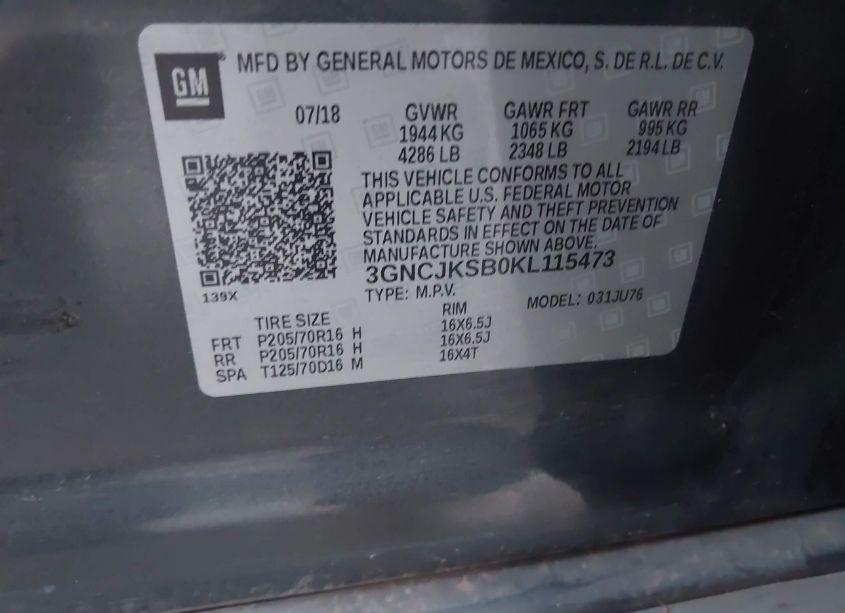 GM MFD BY GENERAL MOTORS DE MEXICO, S. DE R.L. DE C.V.
07/18 GVWR GAWR FRT GAWR RR
1944 KG 1065 KG 995 KG
4286 LB 2348 LB 2194 LB
THIS VEHICLE CONFORMS TO ALL
APPLICABLE U.S. FEDERAL MOTOR
VEHICLE SAFETY AND THEFT PREVENTION
STANDARDS IN EFFECT ON THE DATE OF
MANUFACTURE SHOWN ABOVE.
3GNCJKSB0KL115473
139X TYPE: M.P.V. MODEL: 031JU76
TIRE SIZE RIM
FRT P205/70R16 H 16X6.5J
RR P205/70R16 H 16X6.5J
SPA T125/70D16 M 16X4T